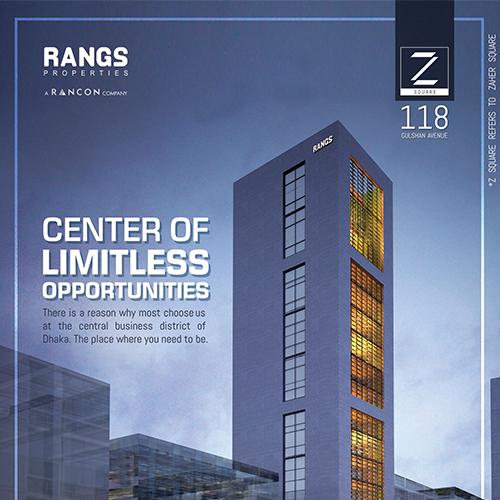 RANGS
PROPERTIES
A RANCON COMPANY
Z
SQUARE
118
GULSHAN AVENUE
*Z SQUARE REFERS TO ZAHER SQUARE
RANGS
CENTER OF
LIMITLESS
OPPORTUNITIES
There is a reason why most choose us
at the central business district of
Dhaka. The place where you need to be.